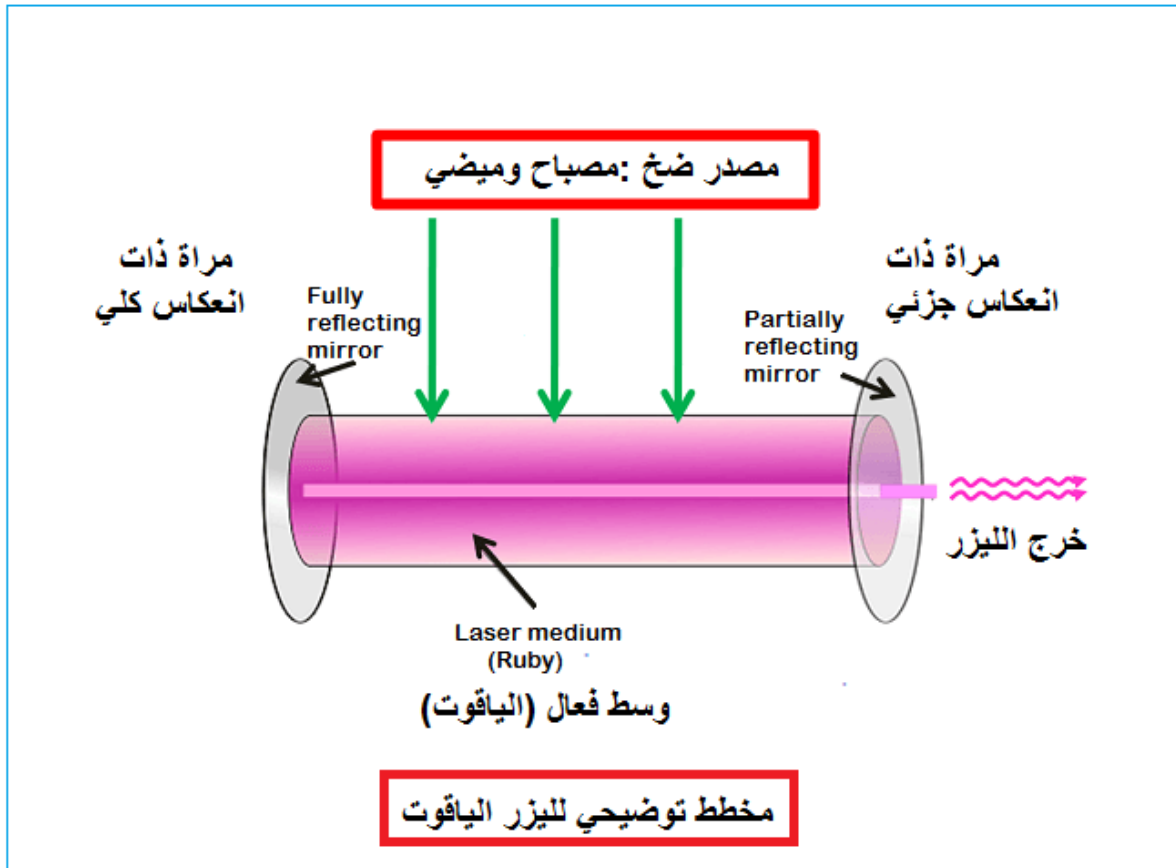 مصدر ضخ :مصباح وميضي
مراة ذات
انعكاس كلي
مراة ذات
انعكاس جزئي
Fully
reflecting
mirror
Partially
reflecting
mirror
خرج الليزر
Laser medium
(Ruby)
وسط فعال (الياقوت)
مخطط توضيحي لليزر الياقوت